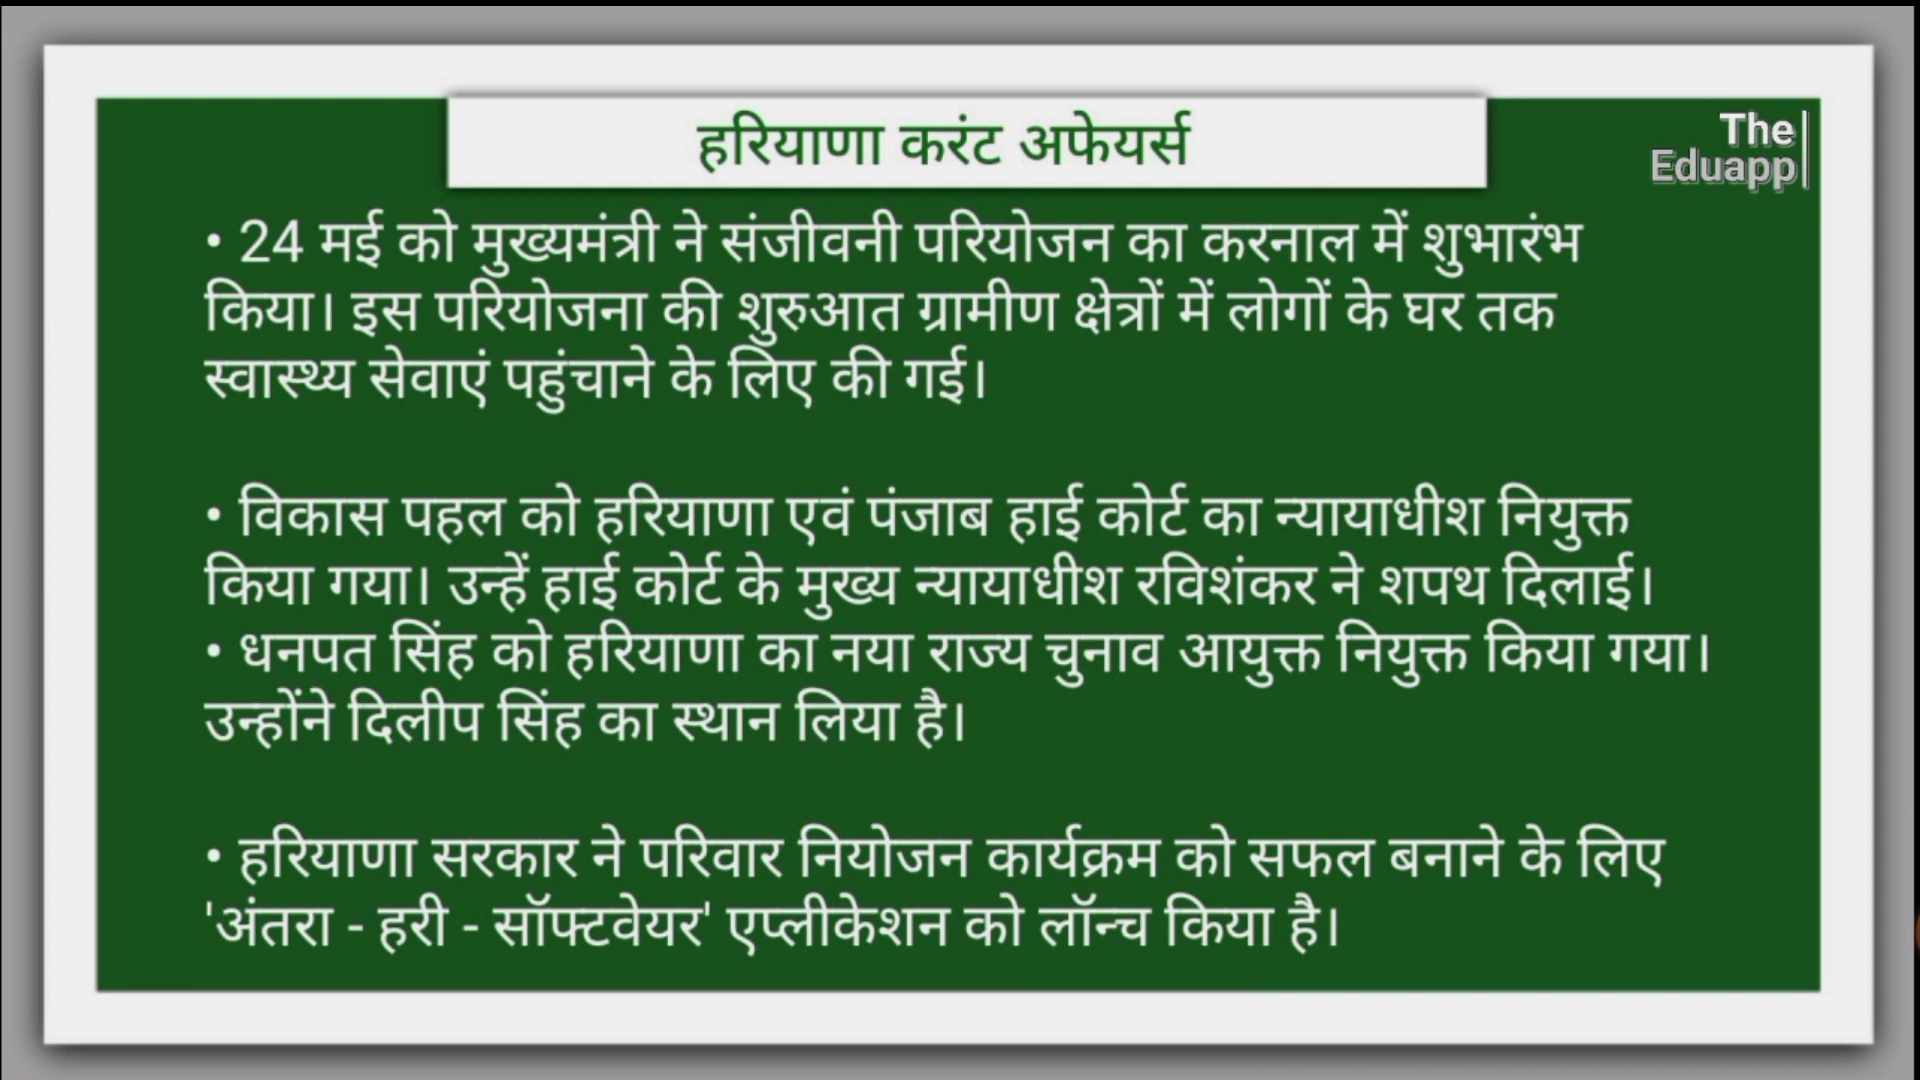 हरियाणा करंट अफेयर्स
The
Eduapp
• 24 मई को मुख्यमंत्री ने संजीवनी परियोजन का करनाल में शुभारंभ
किया। इस परियोजना की शुरुआत ग्रामीण क्षेत्रों में लोगों के घर तक
स्वास्थ्य सेवाएं पहुंचाने के लिए की गई।
• विकास पहल को हरियाणा एवं पंजाब हाई कोर्ट का न्यायाधीश नियुक्त
किया गया। उन्हें हाई कोर्ट के मुख्य न्यायाधीश रविशंकर ने शपथ दिलाई।
• धनपत सिंह को हरियाणा का नया राज्य चुनाव आयुक्त नियुक्त किया गया।
उन्होंने दिलीप सिंह का स्थान लिया है।
• हरियाणा सरकार ने परिवार नियोजन कार्यक्रम को सफल बनाने के लिए
'अंतरा - हरी - सॉफ्टवेयर' एप्लीकेशन को लॉन्च किया है।